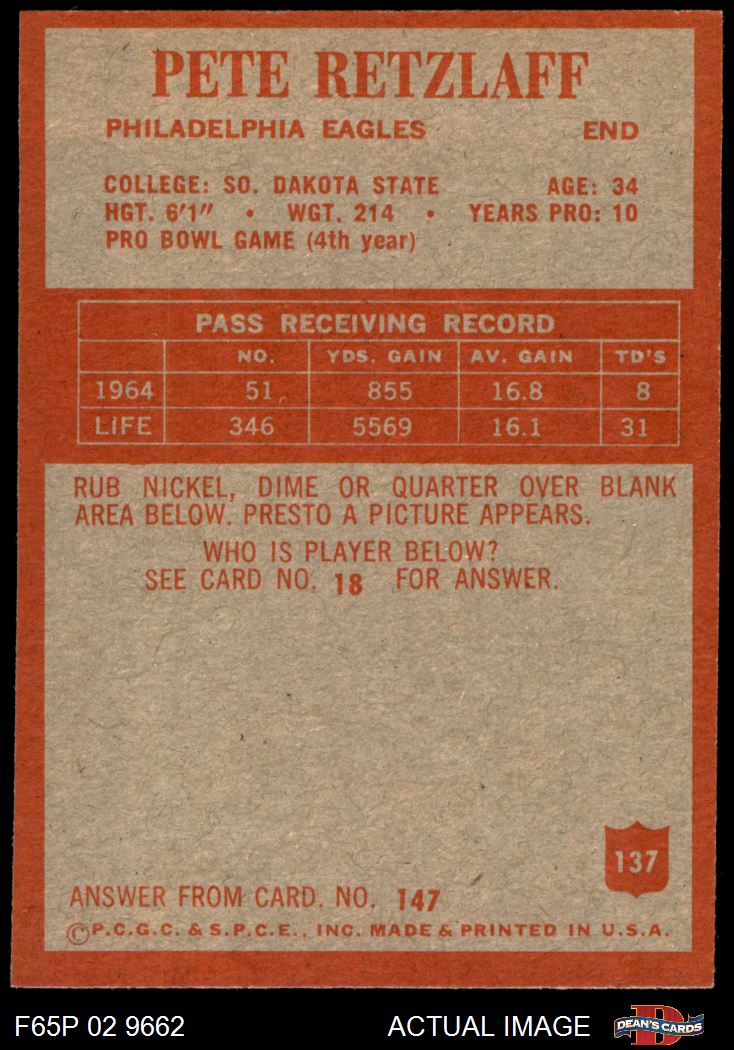 PETE RETZLAFF
PHILADELPHIA EAGLES END
COLLEGE: SO. DAKOTA STATE AGE: 34
HGT. 6'1" • WGT. 214 • YEARS PRO: 10
PRO BOWL GAME (4th year)
PASS RECEIVING RECORD
NO. YDS. GAIN AV. GAIN TD'S
1964 51 855 16.8 8
LIFE 346 5569 16.1 31
RUB NICKEL, DIME OR QUARTER OVER BLANK
AREA BELOW. PRESTO A PICTURE APPEARS.
WHO IS PLAYER BELOW?
SEE CARD NO. 18 FOR ANSWER.
137
ANSWER FROM CARD. NO. 147
©P.C.G.C. & S.P.C.E., INC. MADE & PRINTED IN U.S.A.
F65P 02 9662 ACTUAL IMAGE DEAN'S CARDS